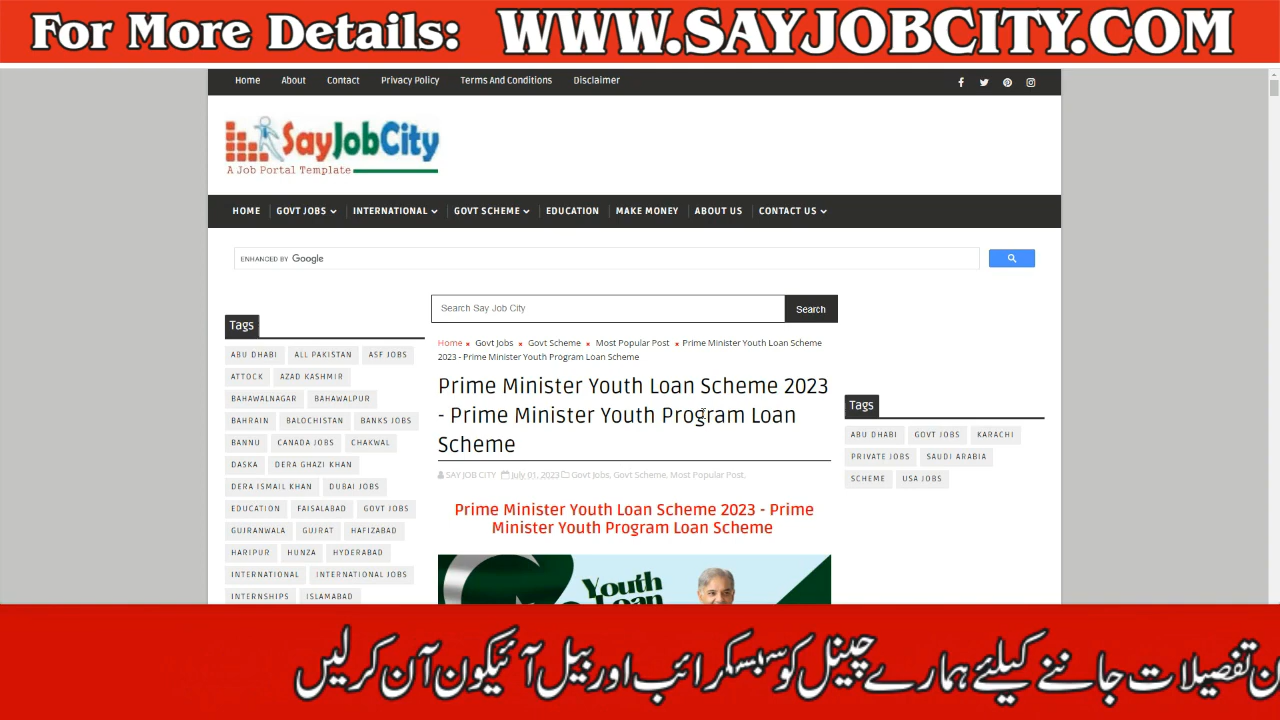 For More Details: WWW.SAYJOBCITY.COM
Home About Contact Privacy Policy Terms And Conditions Disclaimer
SayJobCity
A Job Portal Template
HOME GOVT JOBS INTERNATIONAL GOVT SCHEME EDUCATION MAKE MONEY ABOUT US CONTACT US
ENHANCED BY Google
Search Say Job City Search
Tags
ABU DHABI ALL PAKISTAN ASF JOBS
ATTOCK AZAD KASHMIR
BAHAWALNAGAR BAHAWALPUR
BAHRAIN BALOCHISTAN BANKS JOBS
BANNU CANADA JOBS CHAKWAL
DASKA DERA GHAZI KHAN
DERA ISMAIL KHAN DUBAI JOBS
EDUCATION FAISALABAD GOVT JOBS
GUJRANWALA GUJRAT HAFIZABAD
HARIPUR HUNZA HYDERABAD
INTERNATIONAL INTERNATIONAL JOBS
INTERNSHIPS ISLAMABAD
Home Govt Jobs Govt Scheme Most Popular Post Prime Minister Youth Loan Scheme
2023 - Prime Minister Youth Program Loan Scheme
Prime Minister Youth Loan Scheme 2023
- Prime Minister Youth Program Loan
Scheme
SAY JOB CITY July 01, 2023 Govt Jobs, Govt Scheme, Most Popular Post,
Prime Minister Youth Loan Scheme 2023 - Prime
Minister Youth Program Loan Scheme
Youth
Loan
Tags
ABU DHABI GOVT JOBS KARACHI
PRIVATE JOBS SAUDI ARABIA
SCHEME USA JOBS
تفصیلات جاننے کیلئے ہمارے چینل کو سبسکرائب اور بیل آئیکون آن کر لیں